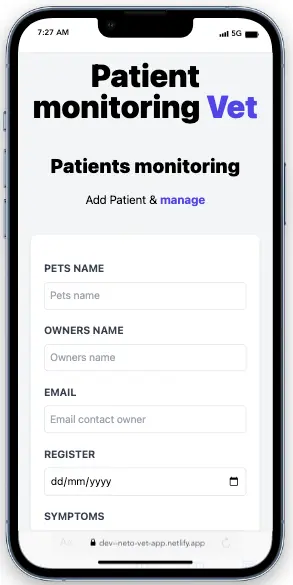 7:27 AM
5G
Patient
monitoring Vet
Patients monitoring
Add Patient & manage
PETS NAME
Pets name
OWNERS NAME
Owners name
EMAIL
Email contact owner
REGISTER
dd/mm/yyyy
SYMPTOMS
AA
dev--neto-vet-app.netlify.app